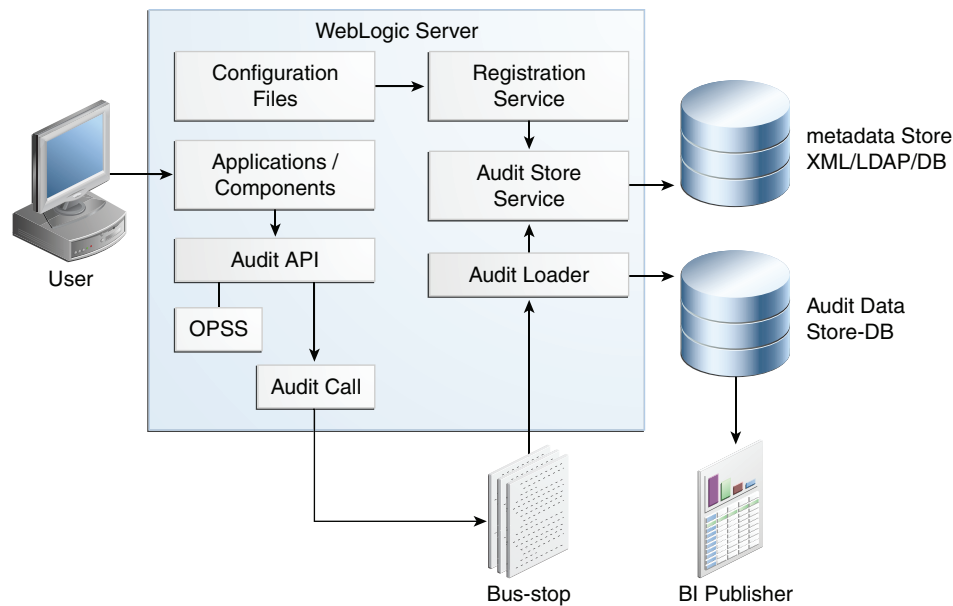 WebLogic Server
Configuration
Files
Registration
Service
Applications /
Components
Audit Store
Service
metadata Store
XML/LDAP/DB
User
Audit API
Audit Loader
OPSS
Audit Data
Store-DB
Audit Call
Bus-stop
BI Publisher